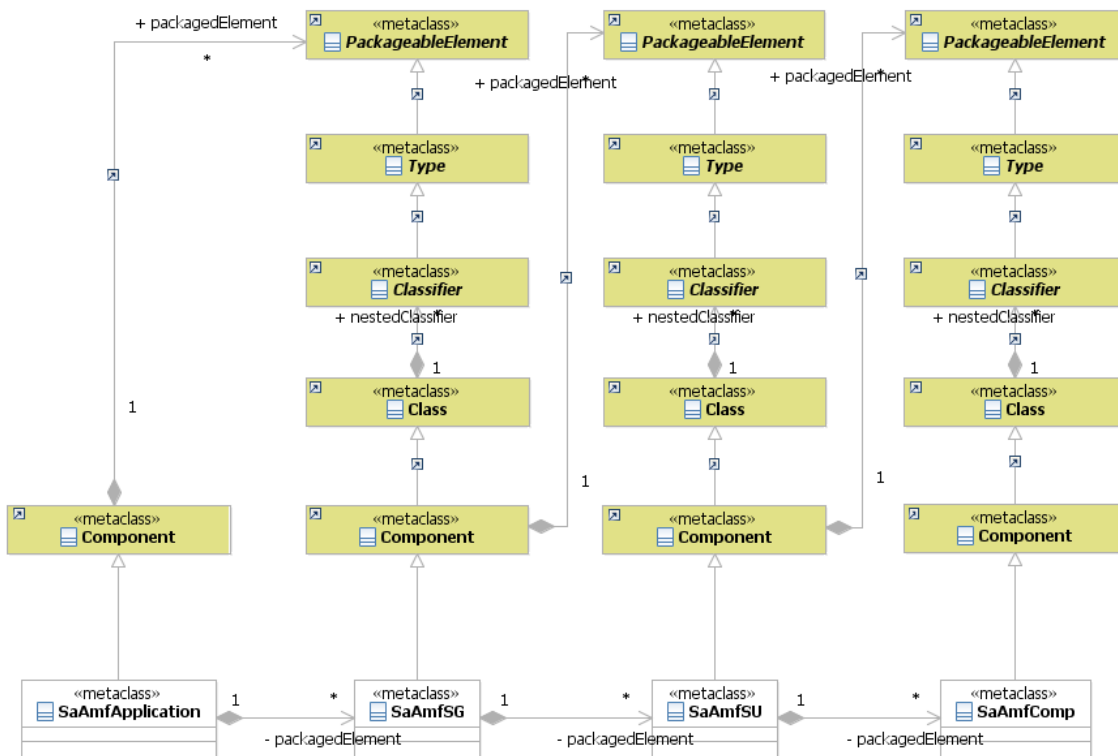 + packagedElement
*
«metaclass»
PackageableElement
«metaclass»
PackageableElement
«metaclass»
PackageableElement
+ packagedElement
*
+ packagedElement
*
«metaclass»
Type
«metaclass»
Type
«metaclass»
Type
«metaclass»
Classifier
«metaclass»
Classifier
«metaclass»
Classifier
+ nestedClassifier
*
+ nestedClassifier
*
+ nestedClassifier
*
1
1
1
«metaclass»
Class
«metaclass»
Class
«metaclass»
Class
1
1
1
«metaclass»
Component
«metaclass»
Component
«metaclass»
Component
«metaclass»
Component
«metaclass»
SaAmfApplication
1
*
- packagedElement
«metaclass»
SaAmfSG
1
*
- packagedElement
«metaclass»
SaAmfSU
1
*
- packagedElement
«metaclass»
SaAmfComp